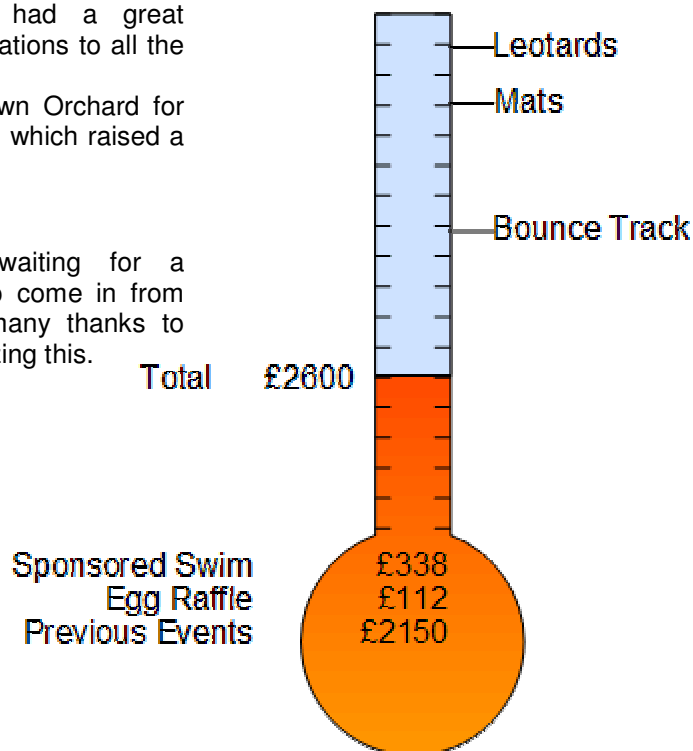 had a great
ations to all the
wn Orchard for
which raised a
waiting for a
come in from
many thanks to
ting this.
Leotards
Mats
Bounce Track
Total £2600
Sponsored Swim £338
Egg Raffle £112
Previous Events £2150